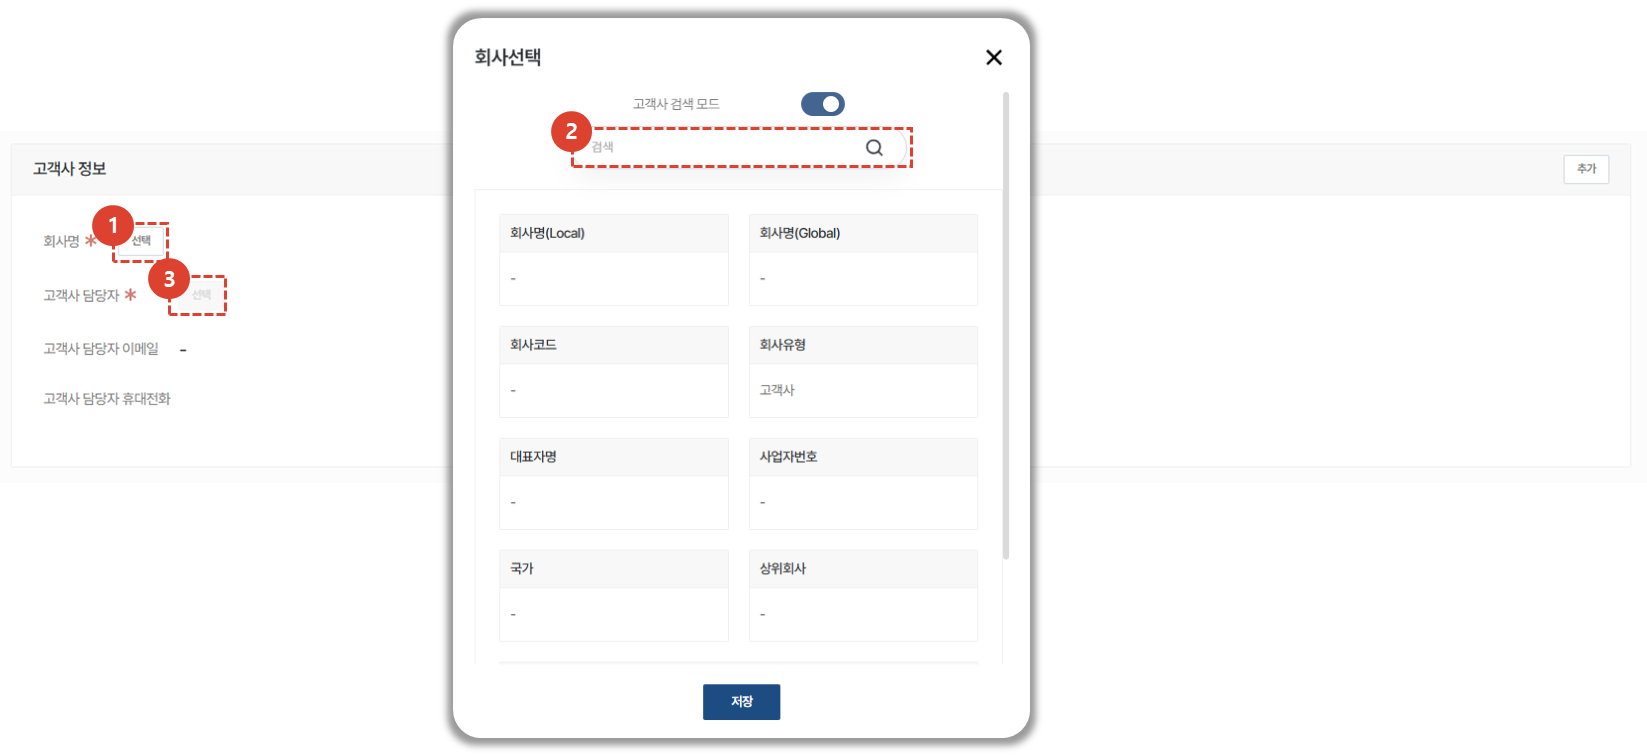 회사선택
고객사 검색 모드
2
검색
고객사 정보
추가
1
회사명 *
선택
3
고객사 담당자 *
선택
고객사 담당자 이메일 -
고객사 담당자 휴대전화
회사명(Local) 회사명(Global)
- -
회사코드 회사유형
- 고객사
대표자명 사업자번호
- -
국가 상위회사
- -
저장